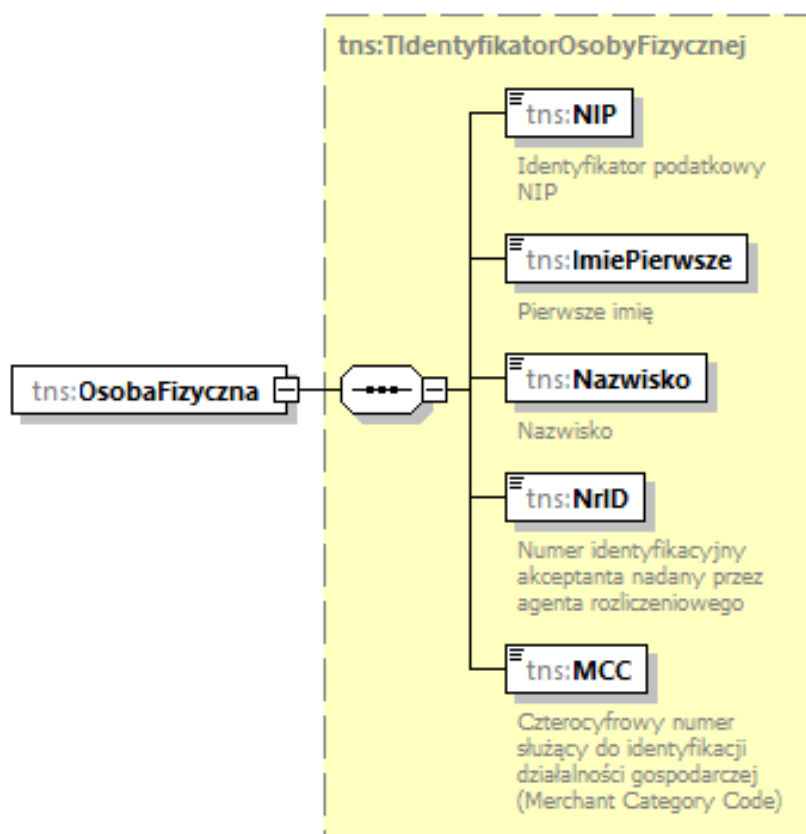 tns:TIdentyfikatorOsobyFizycznej
tns:NIP
Identyfikator podatkowy
NIP
tns:ImiePierwsze
Pierwsze imię
tns:OsobaFizyczna
tns:Nazwisko
Nazwisko
tns:NrID
Numer identyfikacyjny
akceptanta nadany przez
agenta rozliczeniowego
tns:MCC
Czterocyfrowy numer
służący do identyfikacji
działalności gospodarczej
(Merchant Category Code)